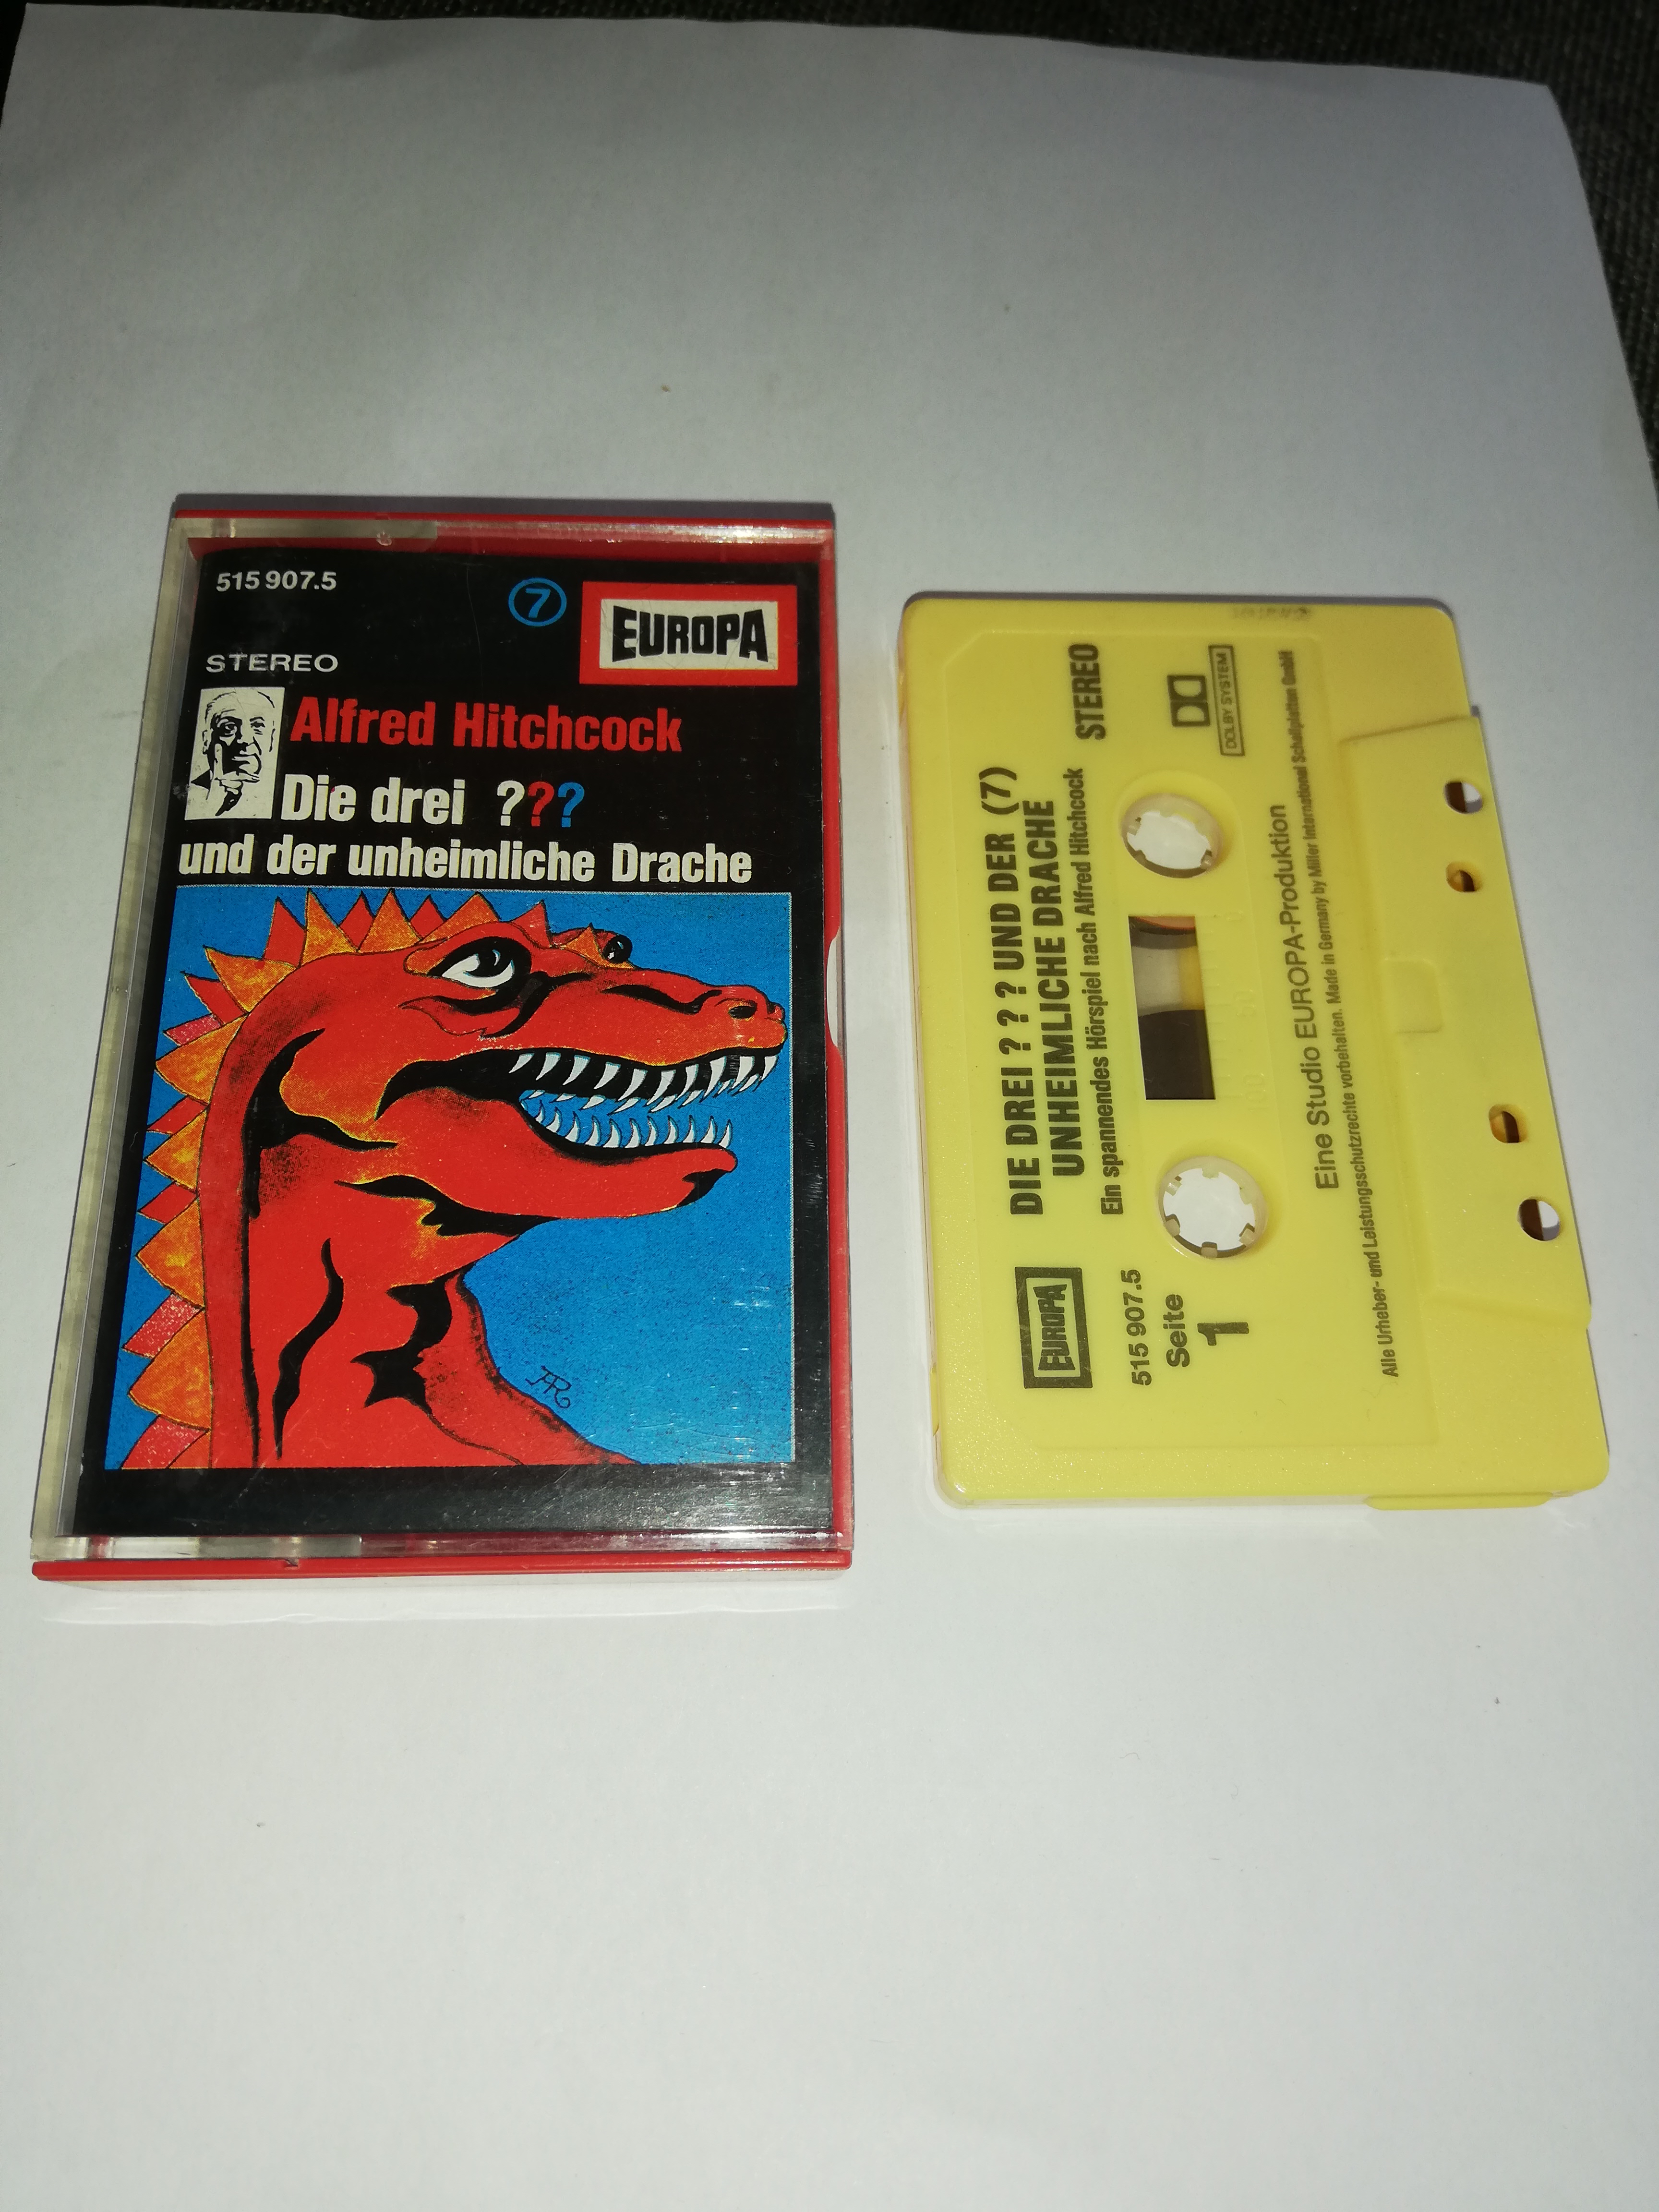 515 907.5
7
EUROPA
STEREO
Alfred Hitchcock
Die drei ???
und der unheimliche Drache
AR
EUROPA
DIE DREI ? ? ? UND DER (7)
UNHEIMLICHE DRACHE
STEREO
Ein spannendes Hörspiel nach Alfred Hitchcock
515 907.5
Seite
1
DOLBY SYSTEM
Eine Studio EUROPA-Produktion
Alle Urheber- und Leistungsschutzrechte vorbehalten. Made in Germany by Miller International Schallplatten GmbH